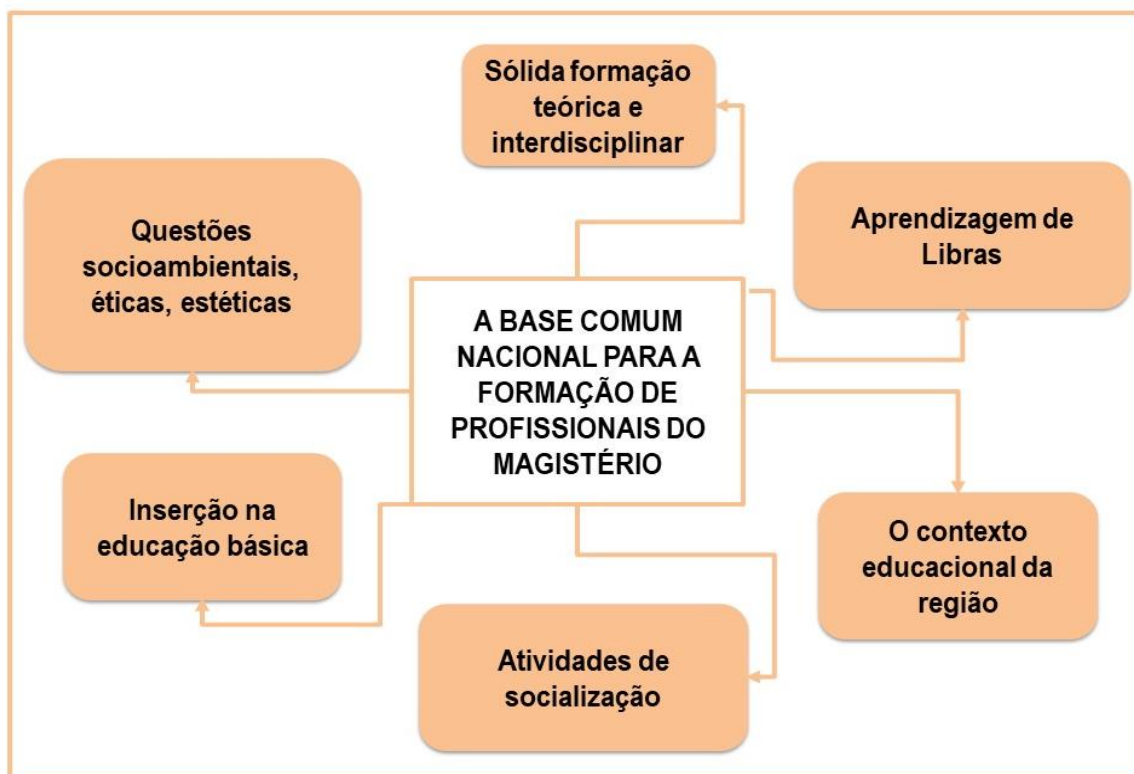 Sólida formação
teórica e
interdisciplinar
Questões
socioambientais,
éticas, estéticas
Aprendizagem de
Libras
A BASE COMUM
NACIONAL PARA A
FORMAÇÃO DE
PROFISSIONAIS DO
MAGISTÉRIO
Inserção na
educação básica
O contexto
educacional da
região
Atividades de
socialização